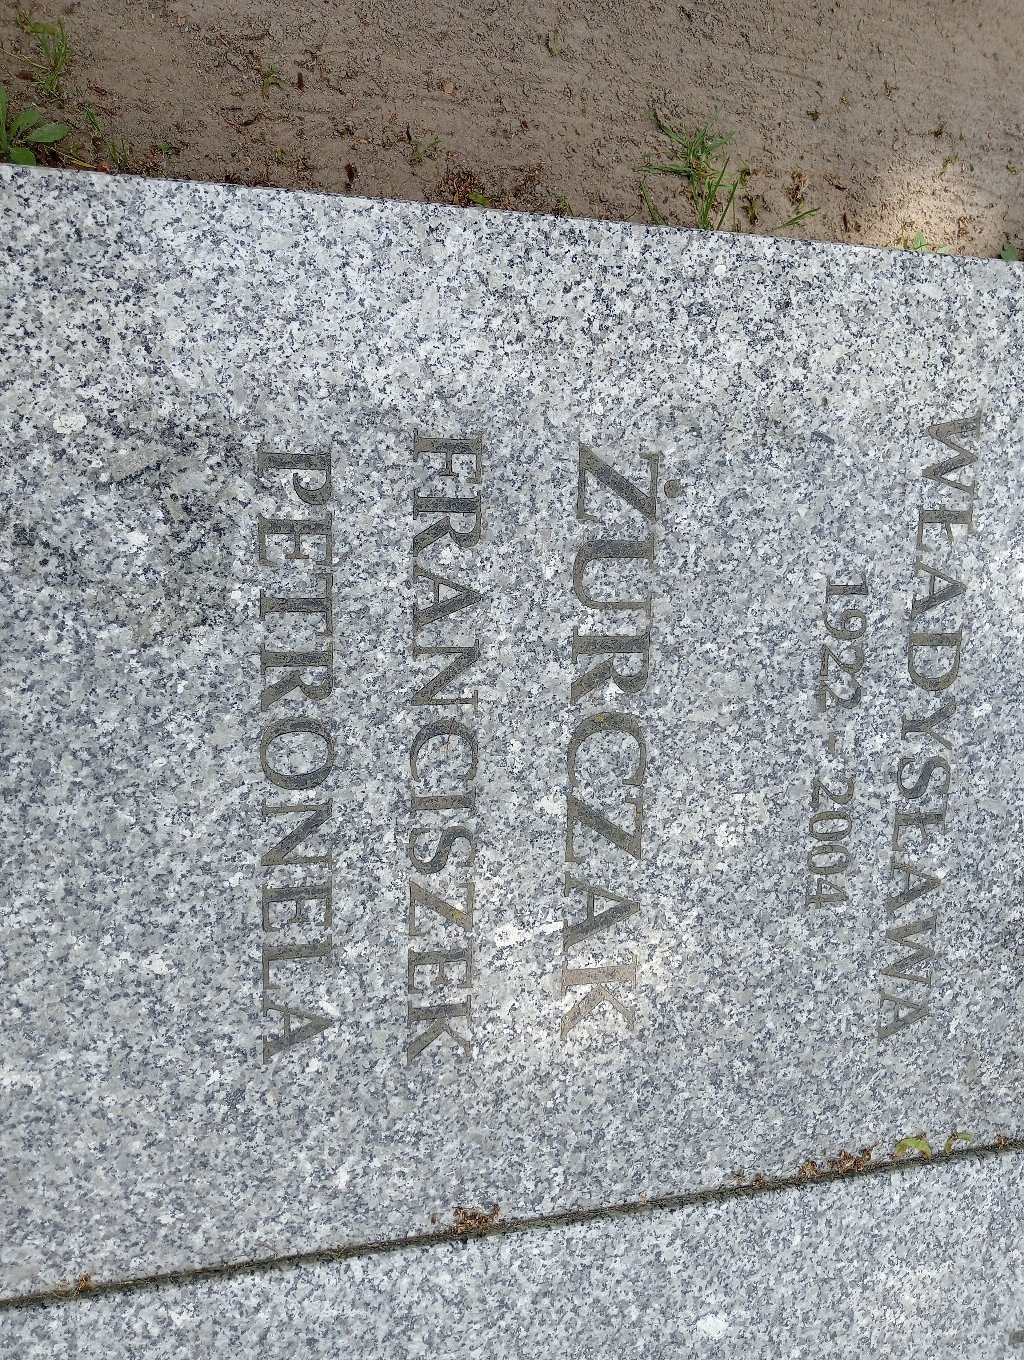 WŁADYSŁAWA
1922 - 2004
ŻURCZAK
FRANCISZEK
PETRONELA